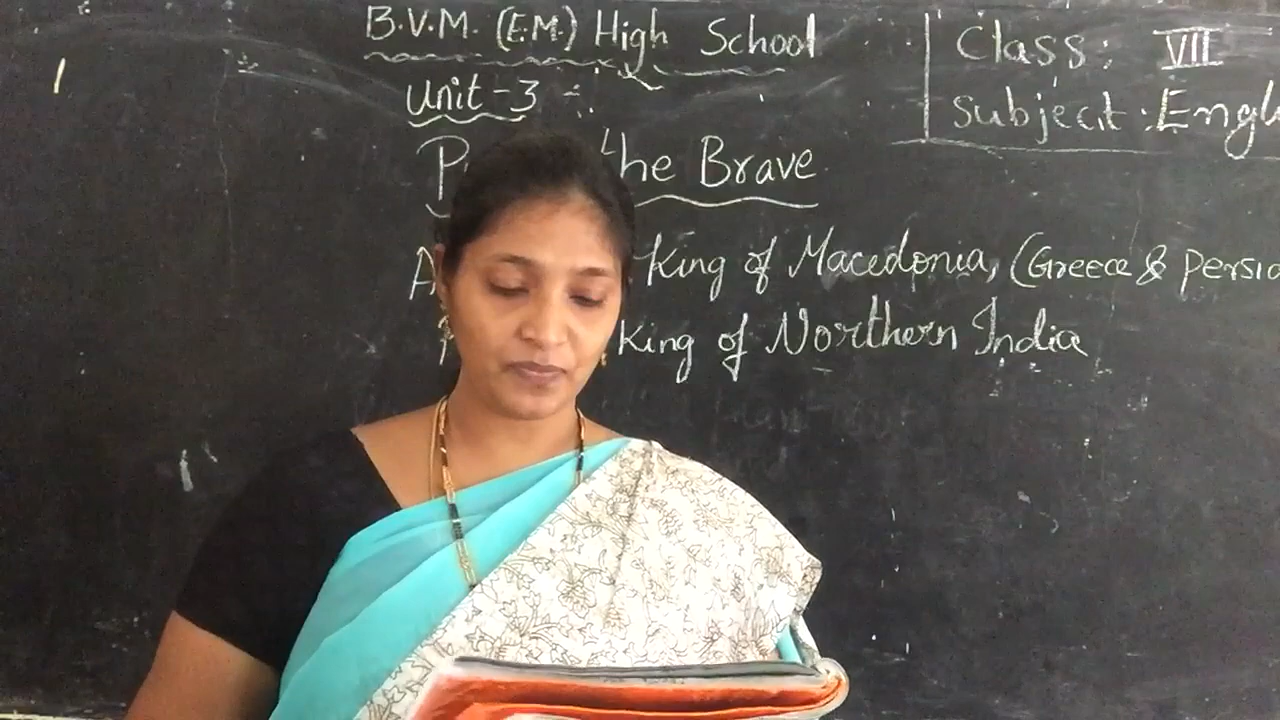 B.V.M. (E.M.) High School
Class: VII
Unit-3 :
Subject: Engl
the Brave
King of Macedonia, (Greece & Persia
King of Northern India